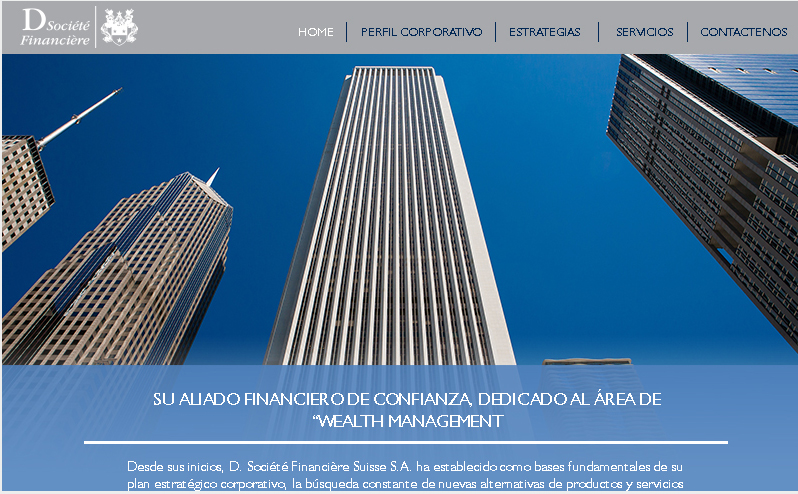 D Société
Financière
HOME
PERFIL CORPORATIVO
ESTRATEGIAS
SERVICIOS
CONTACTENOS
SU ALIADO FINANCIERO DE CONFIANZA, DEDICADO AL ÁREA DE
“WEALTH MANAGEMENT
Desde sus inicios, D. Société Financière Suisse S.A. ha establecido como bases fundamentales de su
plan estratégico corporativo, la búsqueda constante de nuevas alternativas de productos y servicios